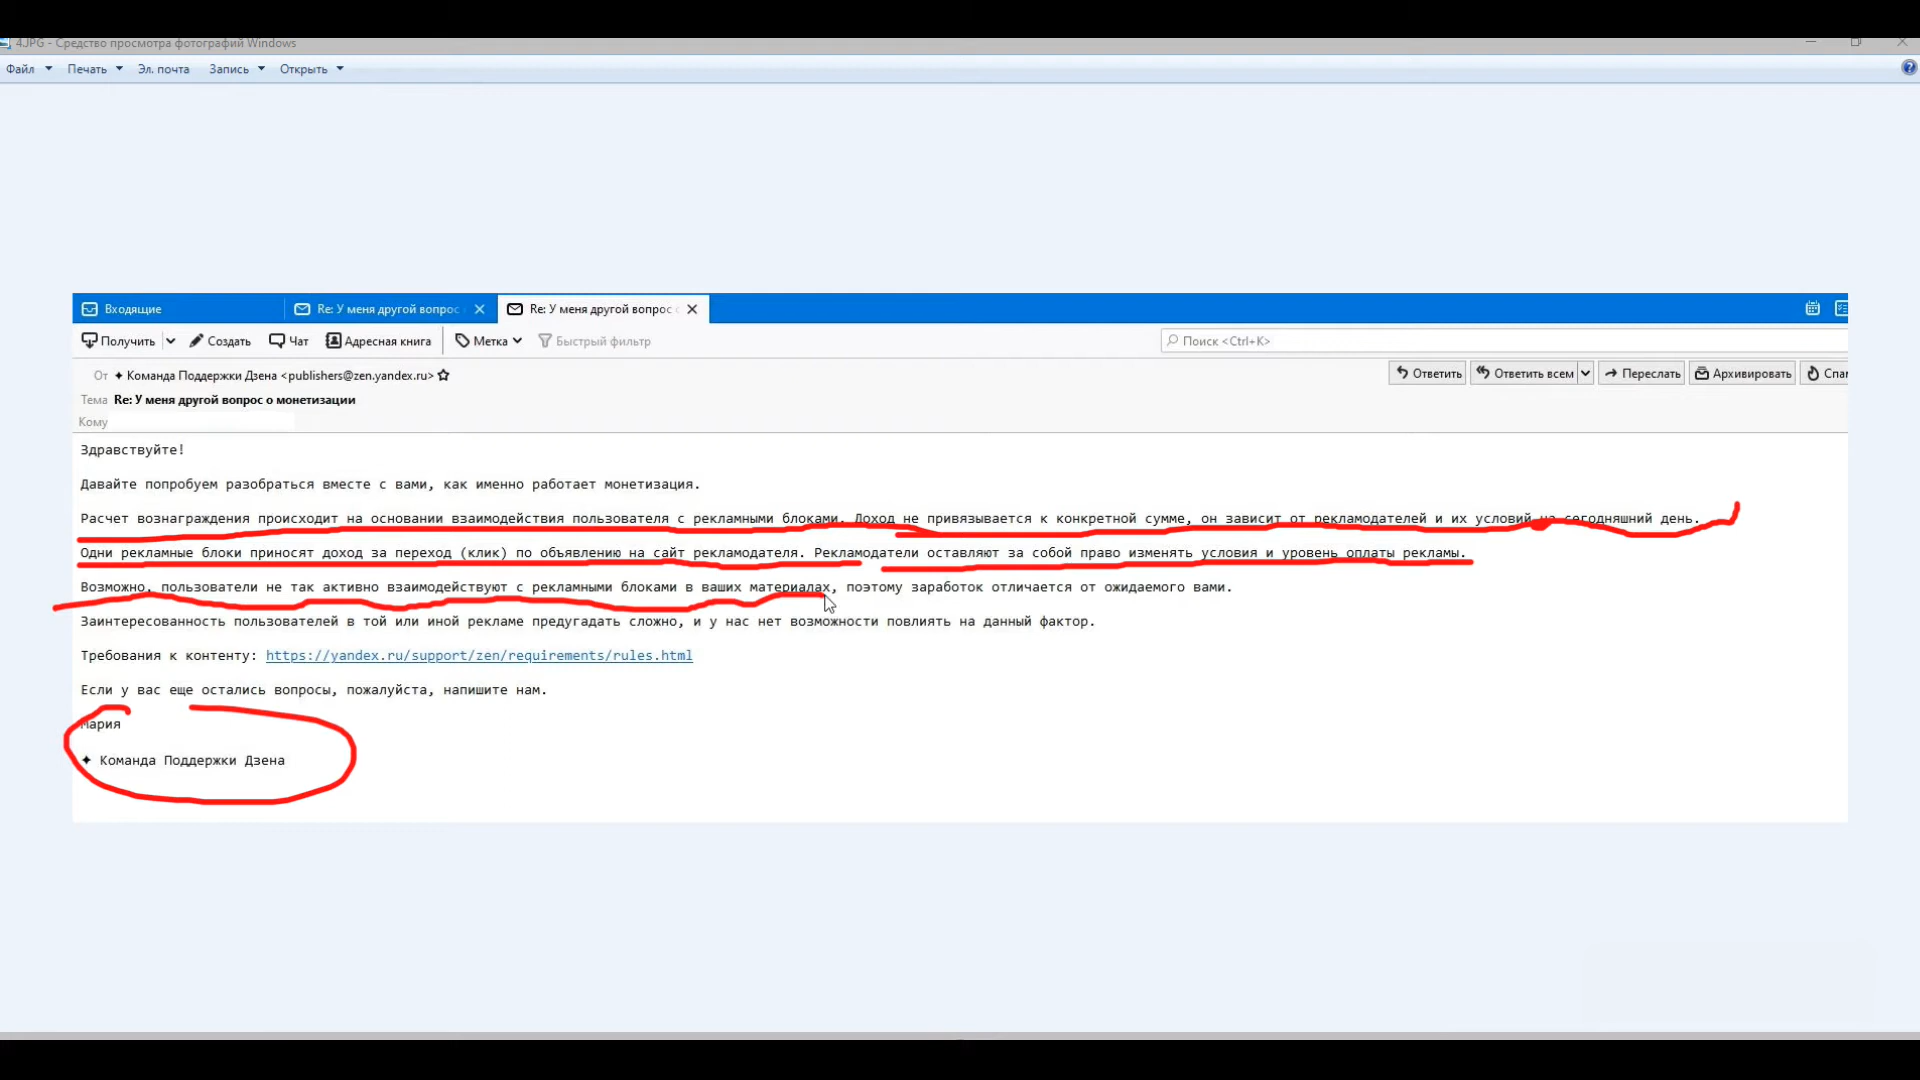 4.JPG - Средство просмотра фотографий Windows
Файл Печать Эл. почта Запись Открыть
Входящие Re: У меня другой вопрос Re: У меня другой вопрос
Получить Создать Чат Адресная книга Метка Быстрый фильтр Поиск <Ctrl+K>
От ✦ Команда Поддержки Дзена <publishers@zen.yandex.ru> Ответить Ответить всем Переслать Архивировать
Тема Re: У меня другой вопрос о монетизации
Кому
Здравствуйте!
Давайте попробуем разобраться вместе с вами, как именно работает монетизация.
Расчет вознаграждения происходит на основании взаимодействия пользователя с рекламными блоками. Доход не привязывается к конкретной сумме, он зависит от рекламодателей и их условий на сегодняшний день.
Одни рекламные блоки приносят доход за переход (клик) по объявлению на сайт рекламодателя. Рекламодатели оставляют за собой право изменять условия и уровень оплаты рекламы.
Возможно, пользователи не так активно взаимодействуют с рекламными блоками в ваших материалах, поэтому заработок отличается от ожидаемого вами.
Заинтересованность пользователей в той или иной рекламе предугадать сложно, и у нас нет возможности повлиять на данный фактор.
Требования к контенту: https://yandex.ru/support/zen/requirements/rules.html
Если у вас еще остались вопросы, пожалуйста, напишите нам.
Мария
✦ Команда Поддержки Дзена